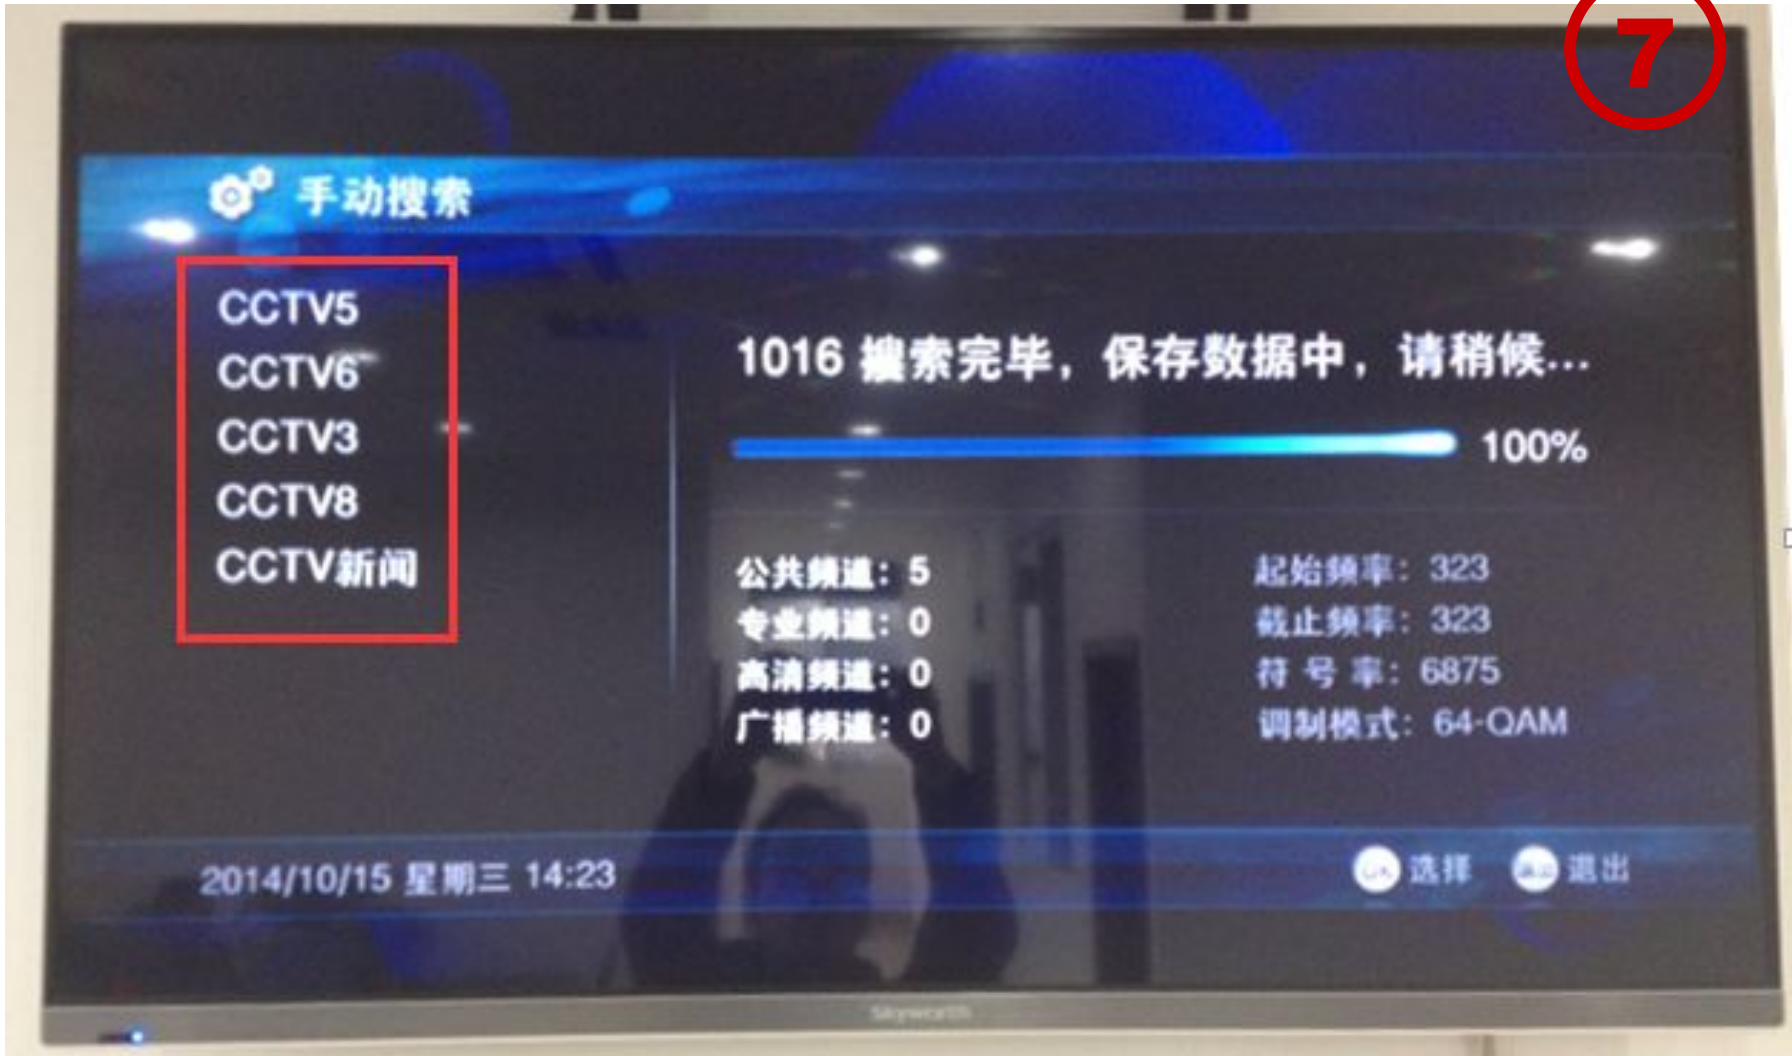 7
手动搜索
CCTV5
CCTV6
CCTV3
CCTV8
CCTV新闻
1016 搜索完毕，保存数据中，请稍候...
100%
公共频道：5
专业频道：0
高清频道：0
广播频道：0
起始频率：323
截止频率：323
符 号 率：6875
调制模式：64-QAM
2014/10/15 星期三 14:23
选择
退出
Skyworth